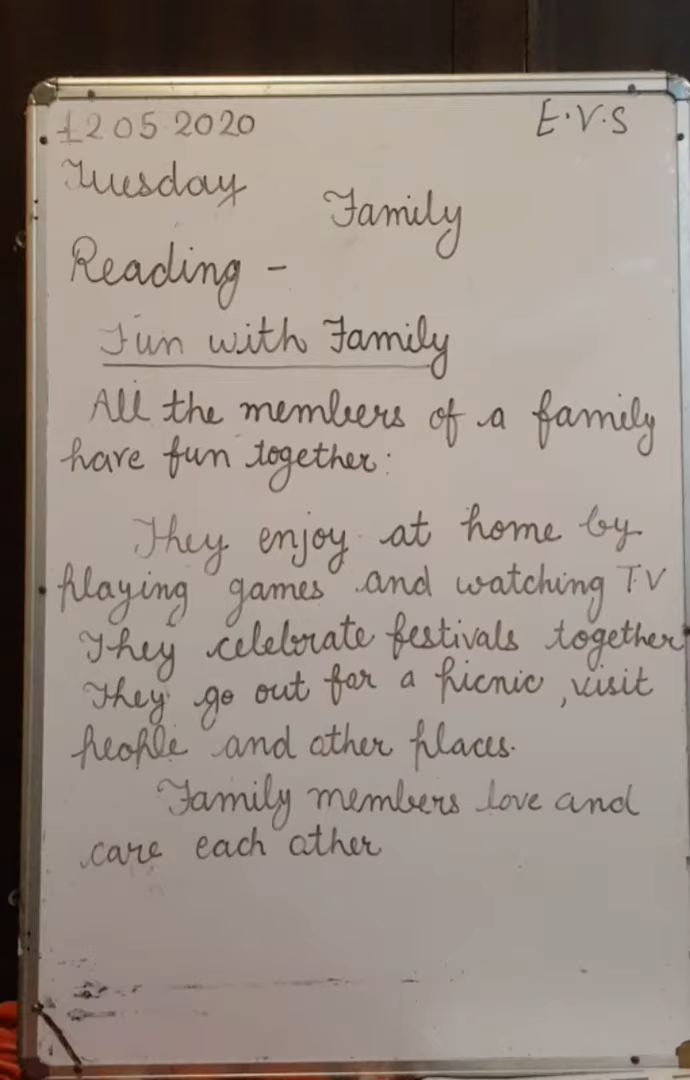 12 05 2020 E.V.S
Tuesday
Family
Reading -
Fun with Family
All the members of a family
have fun together:
They enjoy at home by
playing games and watching TV
They celebrate festivals together
They go out for a picnic, visit
people and other places.
Family members love and
care each other